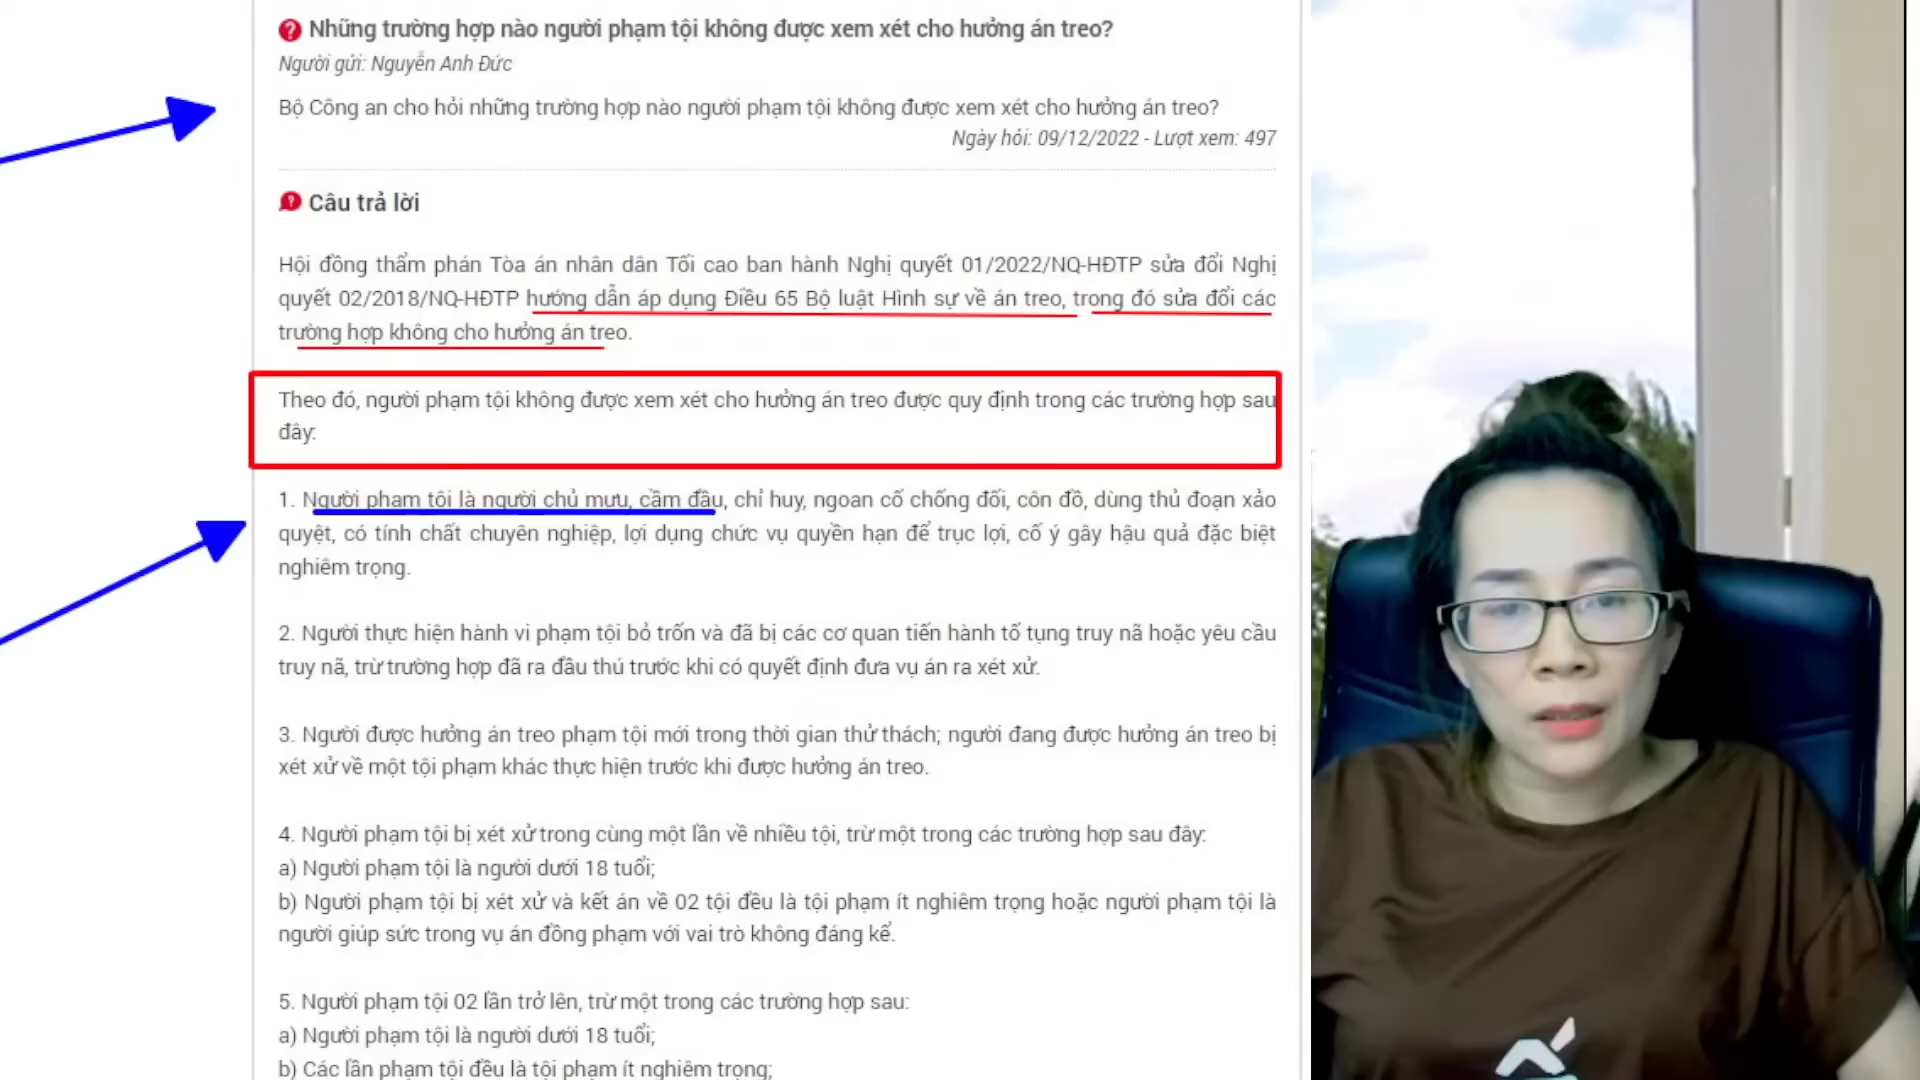 Những trường hợp nào người phạm tội không được xem xét cho hưởng án treo?
Người gửi: Nguyễn Anh Đức
Bộ Công an cho hỏi những trường hợp nào người phạm tội không được xem xét cho hưởng án treo?
Ngày hỏi: 09/12/2022 - Lượt xem: 497
Câu trả lời
Hội đồng thẩm phán Tòa án nhân dân Tối cao ban hành Nghị quyết 01/2022/NQ-HĐTP sửa đổi Nghị
quyết 02/2018/NQ-HĐTP hướng dẫn áp dụng Điều 65 Bộ luật Hình sự về án treo, trong đó sửa đổi các
trường hợp không cho hưởng án treo.
Theo đó, người phạm tội không được xem xét cho hưởng án treo được quy định trong các trường hợp sau
đây:
1. Người phạm tội là người chủ mưu, cầm đầu, chỉ huy, ngoan cố chống đối, côn đồ, dùng thủ đoạn xảo
quyệt, có tính chất chuyên nghiệp, lợi dụng chức vụ quyền hạn để trục lợi, cố ý gây hậu quả đặc biệt
nghiêm trọng.
2. Người thực hiện hành vi phạm tội bỏ trốn và đã bị các cơ quan tiến hành tố tụng truy nã hoặc yêu cầu
truy nã, trừ trường hợp đã ra đầu thú trước khi có quyết định đưa vụ án ra xét xử.
3. Người được hưởng án treo phạm tội mới trong thời gian thử thách; người đang được hưởng án treo bị
xét xử về một tội phạm khác thực hiện trước khi được hưởng án treo.
4. Người phạm tội bị xét xử trong cùng một lần về nhiều tội, trừ một trong các trường hợp sau đây:
a) Người phạm tội là người dưới 18 tuổi;
b) Người phạm tội bị xét xử và kết án về 02 tội đều là tội phạm ít nghiêm trọng hoặc người phạm tội là
người giúp sức trong vụ án đồng phạm với vai trò không đáng kể.
5. Người phạm tội 02 lần trở lên, trừ một trong các trường hợp sau:
a) Người phạm tội là người dưới 18 tuổi;
b) Các lần phạm tội đều là tội phạm ít nghiêm trọng;